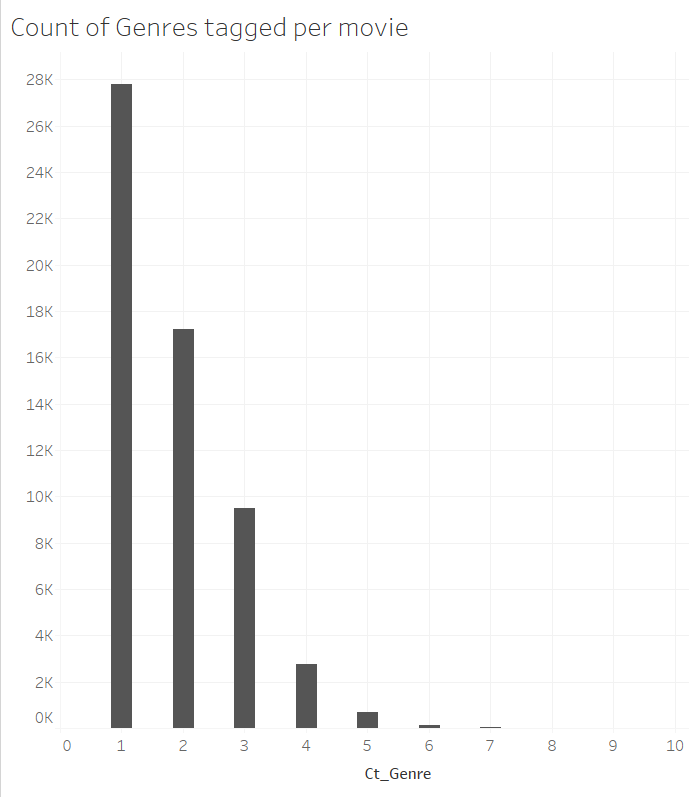 Count of Genres tagged per movie
28K
26K
24K
22K
20K
18K
16K
14K
12K
10K
8K
6K
4K
2K
0K
0 1 2 3 4 5 6 7 8 9 10
Ct_Genre